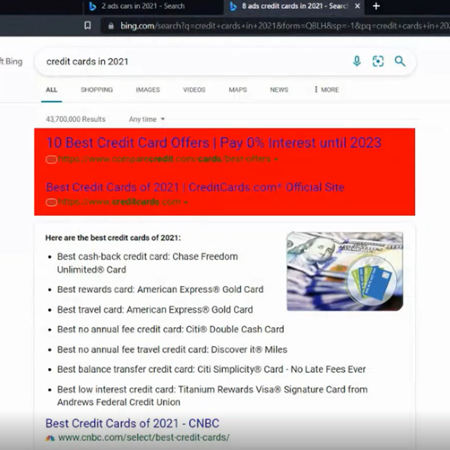 2 ads cars in 2021 - Search
8 ads credit cards in 2021 - Searc
bing.com/search?q=credit+cards+in+2021&form=QBLH&sp=-1&pq=credit+cards+in+20
ft Bing
credit cards in 2021
ALL SHOPPING IMAGES VIDEOS MAPS NEWS MORE
43,700,000 Results Any time
10 Best Credit Card Offers | Pay 0% Interest until 2023
https://www.comparecredit.com/cards/best-offers
Best Credit Cards of 2021 | CreditCards.com® Official Site
https://www.creditcards.com
Here are the best credit cards of 2021:
• Best cash-back credit card: Chase Freedom
Unlimited® Card
• Best rewards card: American Express® Gold Card
• Best travel card: American Express® Gold Card
• Best no annual fee credit card: Citi® Double Cash Card
• Best no annual fee travel credit card: Discover it® Miles
• Best balance transfer credit card: Citi Simplicity® Card - No Late Fees Ever
• Best low interest credit card: Titanium Rewards Visa® Signature Card from
Andrews Federal Credit Union
Best Credit Cards of 2021 - CNBC
www.cnbc.com/select/best-credit-cards/